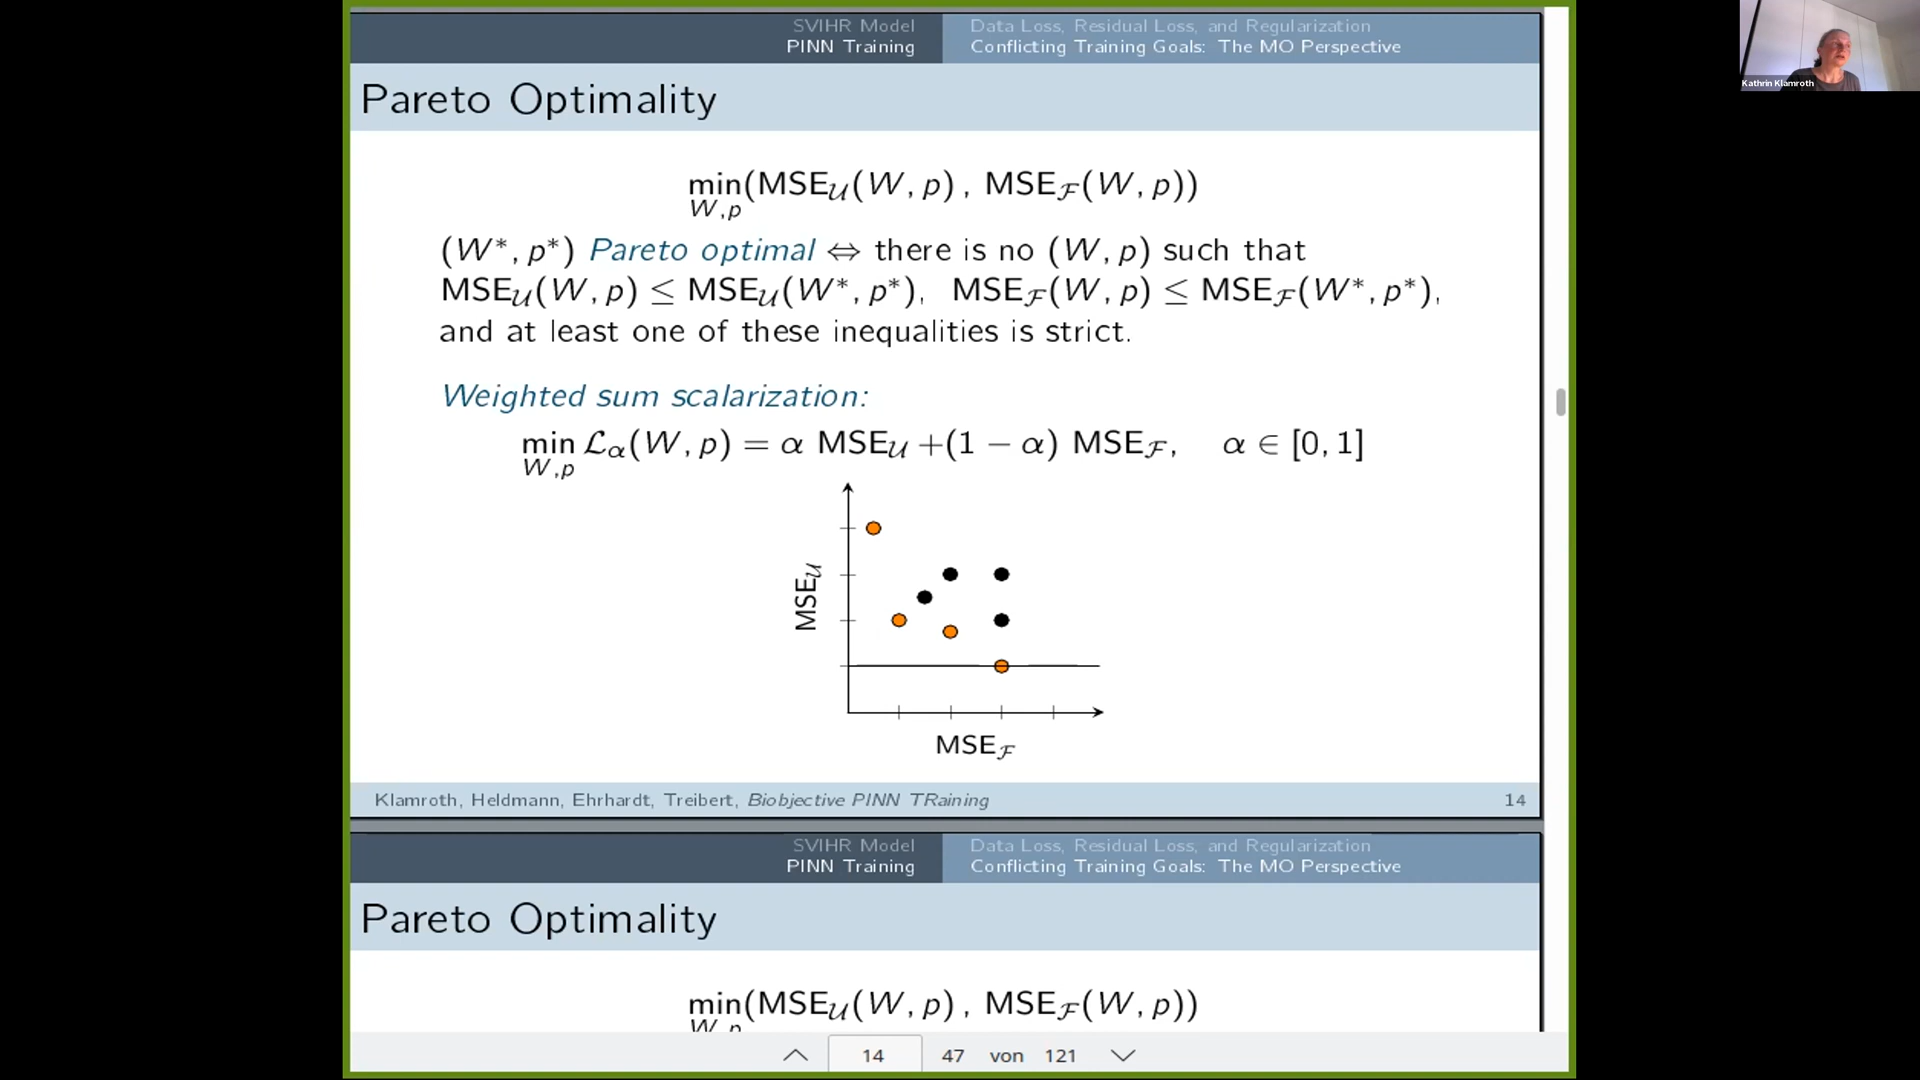 SVIHR Model
PINN Training
Data Loss, Residual Loss, and Regularization
Conflicting Training Goals: The MO Perspective
Kathrin Klamroth
Pareto Optimality
min(MSE𝒰(W, p) , MSEℱ(W, p))
W,p
(W*, p*) Pareto optimal ⇔ there is no (W, p) such that
MSE𝒰(W, p) ≤ MSE𝒰(W*, p*), MSEℱ(W, p) ≤ MSEℱ(W*, p*),
and at least one of these inequalities is strict.
Weighted sum scalarization:
min ℒα(W, p) = α MSE𝒰 +(1 − α) MSEℱ, α ∈ [0, 1]
W,p
MSE𝒰
MSEℱ
Klamroth, Heldmann, Ehrhardt, Treibert, Biobjective PINN TRaining 14
SVIHR Model
PINN Training
Data Loss, Residual Loss, and Regularization
Conflicting Training Goals: The MO Perspective
Pareto Optimality
min(MSE𝒰(W, p) , MSEℱ(W, p))
W,p
14 47 von 121